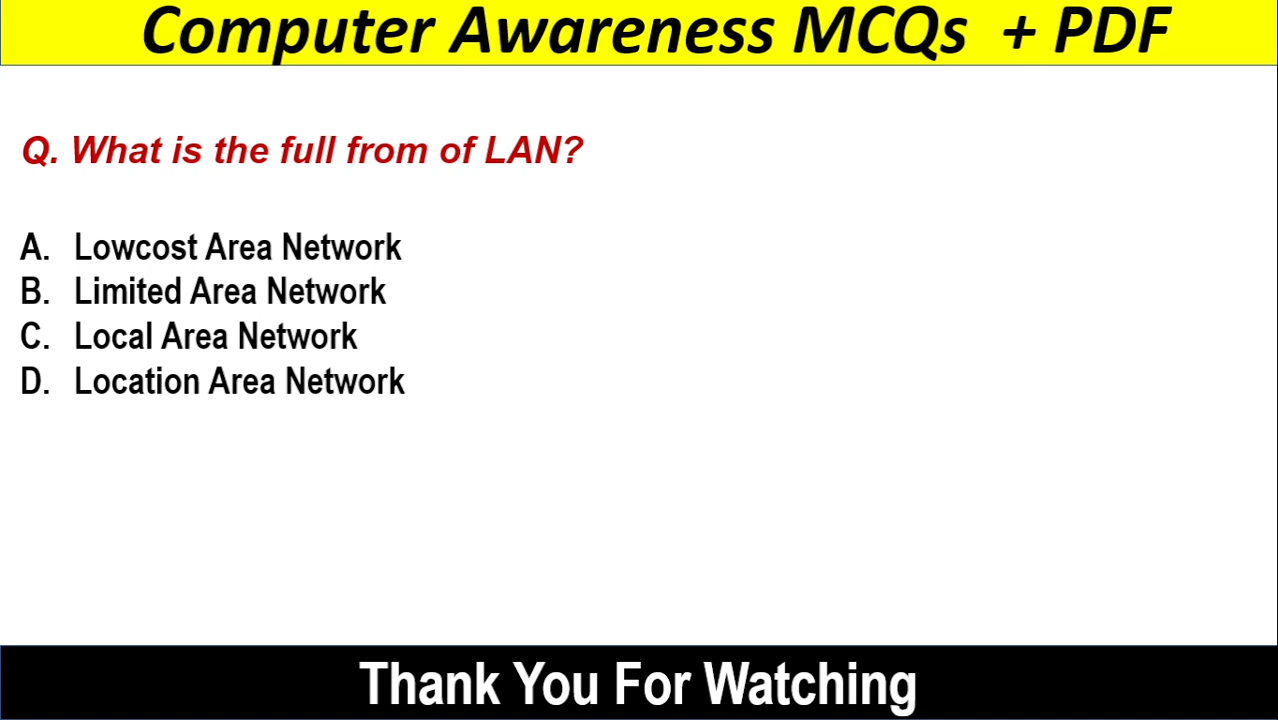 Computer Awareness MCQs + PDF
Q. What is the full from of LAN?
A. Lowcost Area Network
B. Limited Area Network
C. Local Area Network
D. Location Area Network
Thank You For Watching